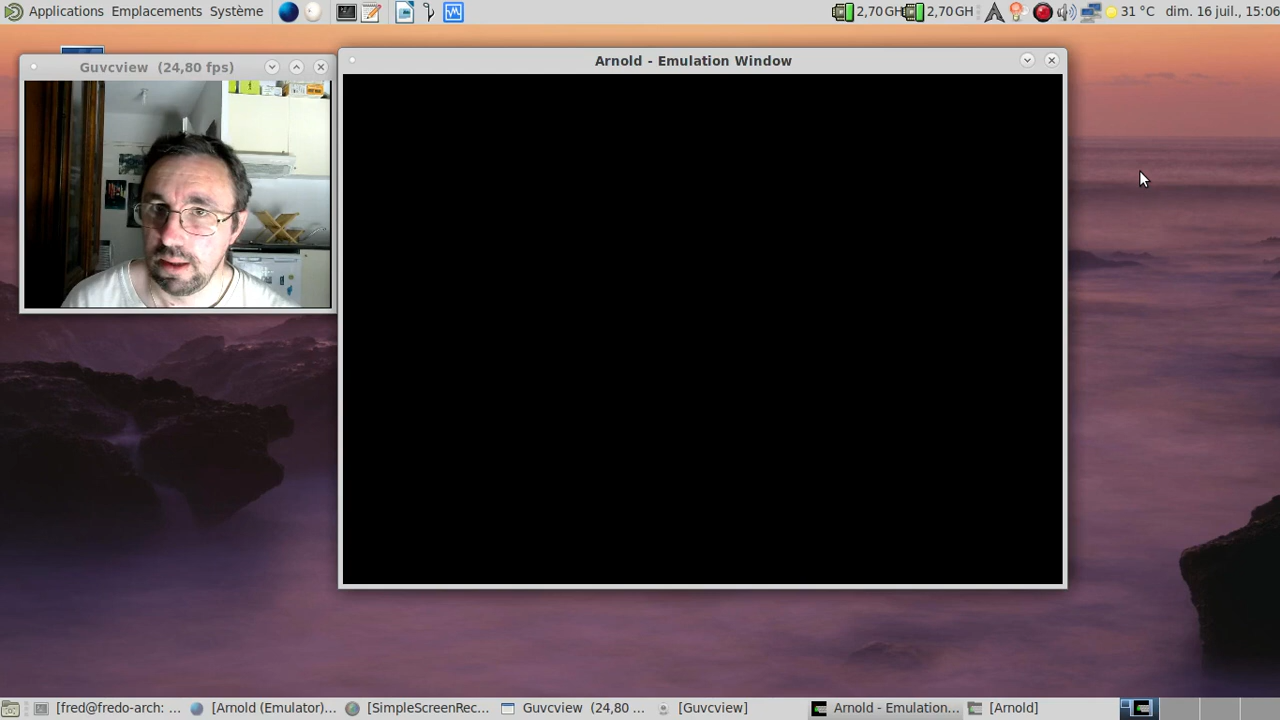 Applications Emplacements Système 2,70 GH 2,70 GH 31 °C dim. 16 juil., 15:06
Guvcview (24,80 fps)
Arnold - Emulation Window
[fred@fredo-arch: ... [Arnold (Emulator)... [SimpleScreenRec... Guvcview (24,80 ... [Guvcview] Arnold - Emulation... [Arnold]